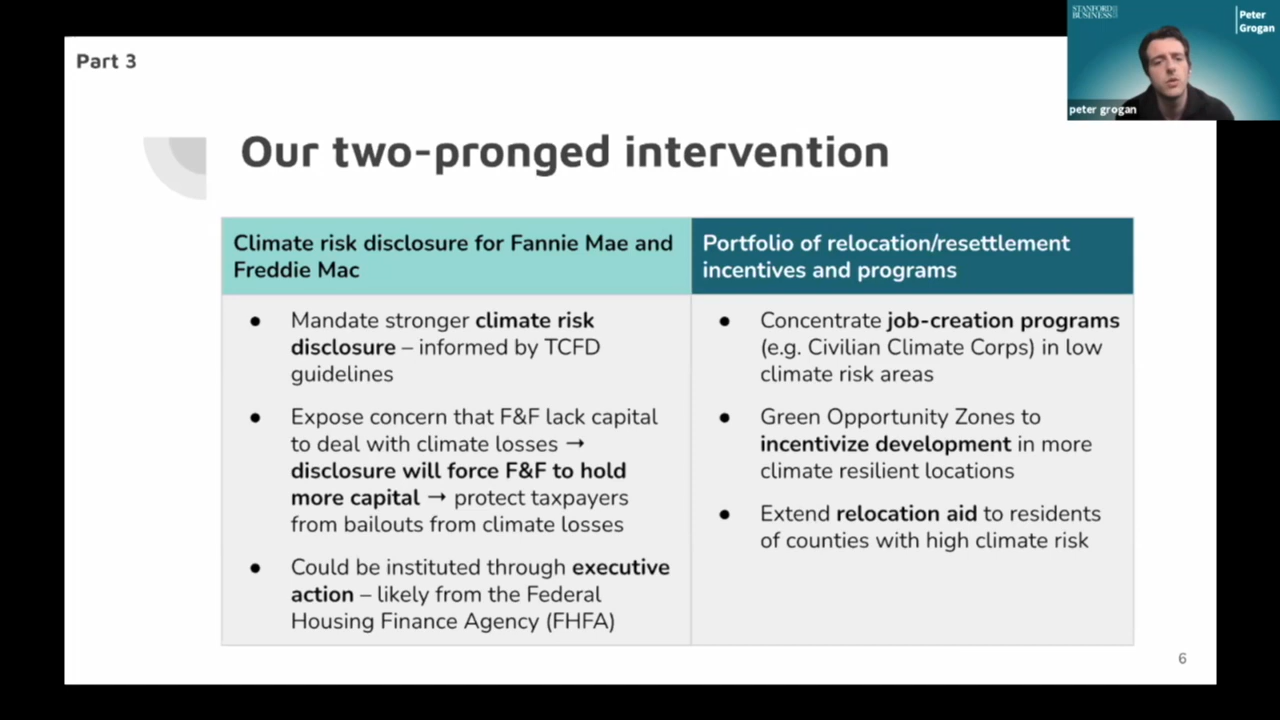 Part 3
STANFORD
BUSINESS
Peter
Grogan
peter grogan
Our two-pronged intervention
Climate risk disclosure for Fannie Mae and
Freddie Mac
● Mandate stronger climate risk
disclosure – informed by TCFD
guidelines
● Expose concern that F&F lack capital
to deal with climate losses →
disclosure will force F&F to hold
more capital → protect taxpayers
from bailouts from climate losses
● Could be instituted through executive
action – likely from the Federal
Housing Finance Agency (FHFA)
Portfolio of relocation/resettlement
incentives and programs
● Concentrate job-creation programs
(e.g. Civilian Climate Corps) in low
climate risk areas
● Green Opportunity Zones to
incentivize development in more
climate resilient locations
● Extend relocation aid to residents
of counties with high climate risk
6